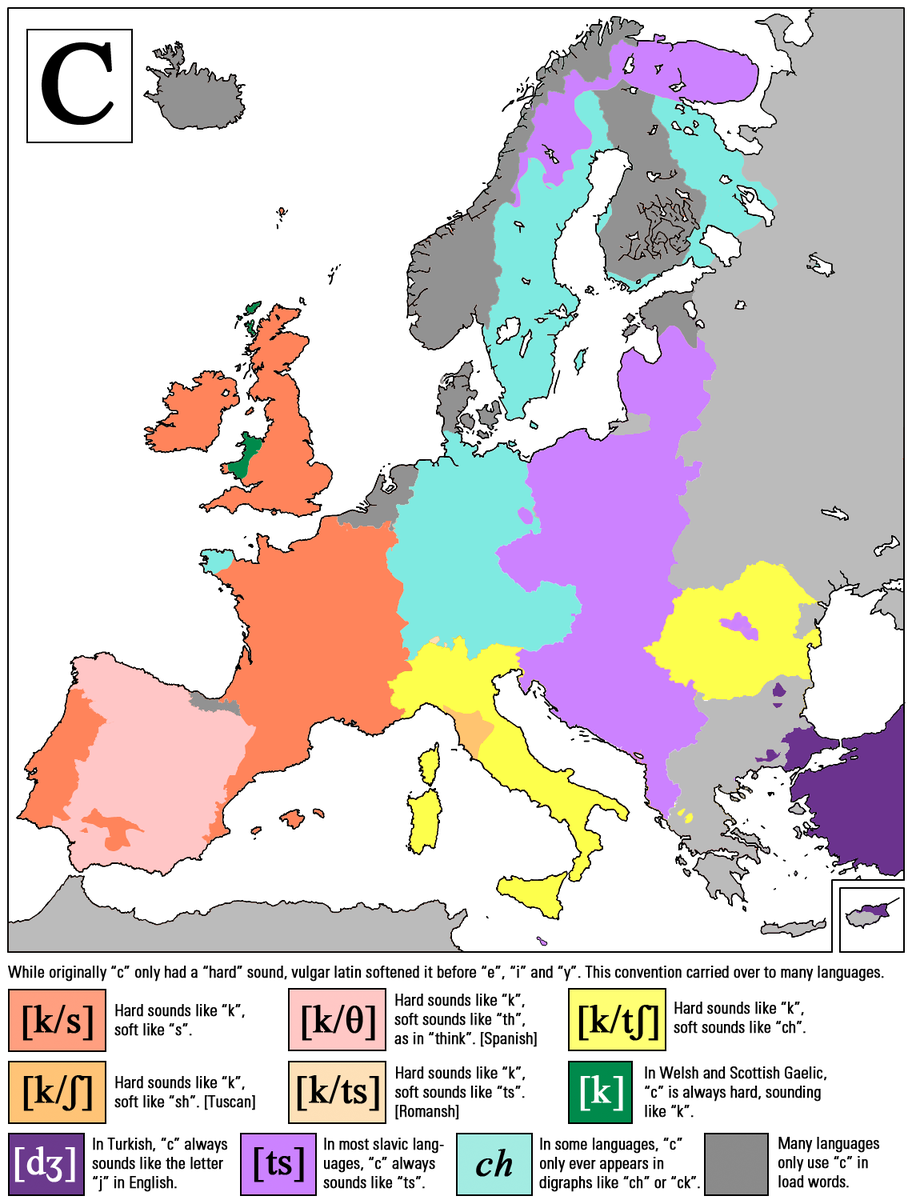 C
While originally “c” only had a “hard” sound, vulgar latin softened it before “e”, “i” and “y”. This convention carried over to many languages.
[k/s]
Hard sounds like “k”,
soft like “s”.
[k/θ]
Hard sounds like “k”,
soft sounds like “th”,
as in “think”. [Spanish]
[k/tʃ]
Hard sounds like “k”,
soft sounds like “ch”.
[k/ʃ]
Hard sounds like “k”,
soft like “sh”. [Tuscan]
[k/ts]
Hard sounds like “k”,
soft sounds like “ts”.
[Romansh]
[k]
In Welsh and Scottish Gaelic,
“c” is always hard, sounding
like “k”.
[dʒ]
In Turkish, “c” always
sounds like the letter
“j” in English.
[ts]
In most slavic lang-
uages, “c” always
sounds like “ts”.
ch
In some languages, “c”
only ever appears in
digraphs like “ch” or “ck”.
Many languages
only use “c” in
load words.